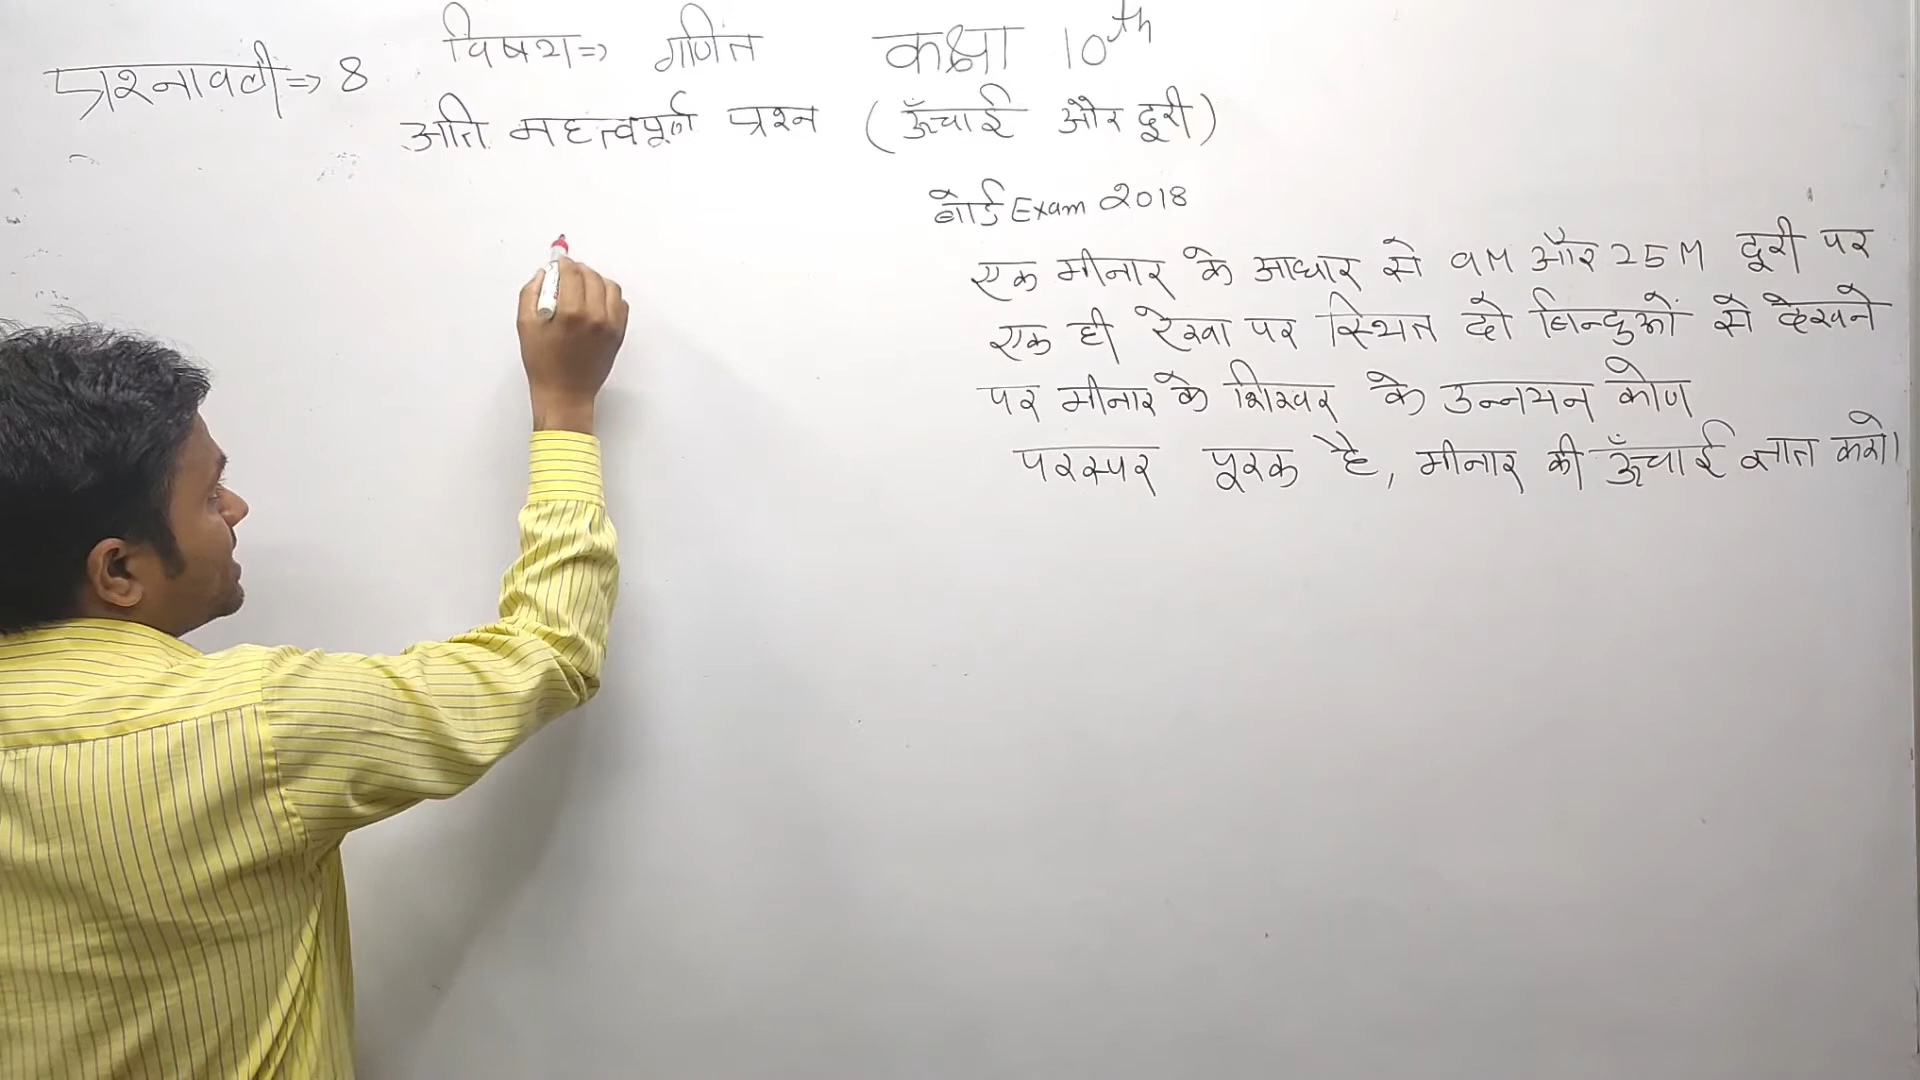 विषय => गणित कक्षा 10th
प्रश्नावली => 8
अति महत्वपूर्ण प्रश्न (ऊँचाई और दूरी)
बोर्ड Exam 2018
एक मीनार के आधार से 9M और 25M दूरी पर
एक ही रेखा पर स्थित दो बिन्दुओं से देखने
पर मीनार के शिखर के उन्नयन कोण
परस्पर पूरक है, मीनार की ऊँचाई ज्ञात करो।